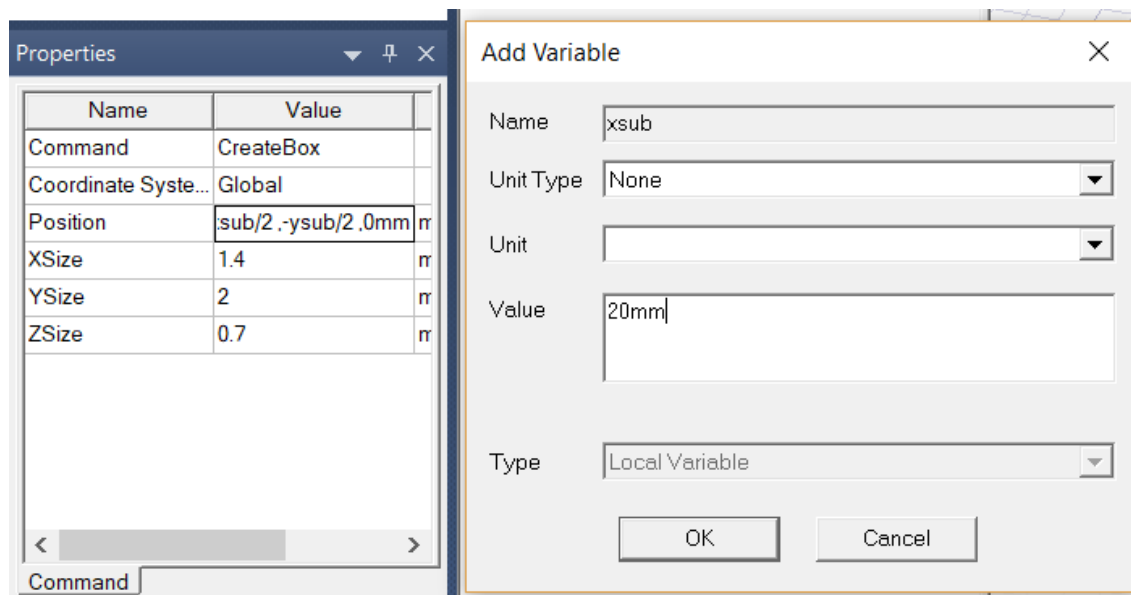 Properties
Name Value
Command CreateBox
Coordinate Syste... Global
Position :sub/2 ,-ysub/2 ,0mm m
XSize 1.4 m
YSize 2 m
ZSize 0.7 m
Command
Add Variable
Name xsub
Unit Type None
Unit
Value 20mm
Type Local Variable
OK Cancel